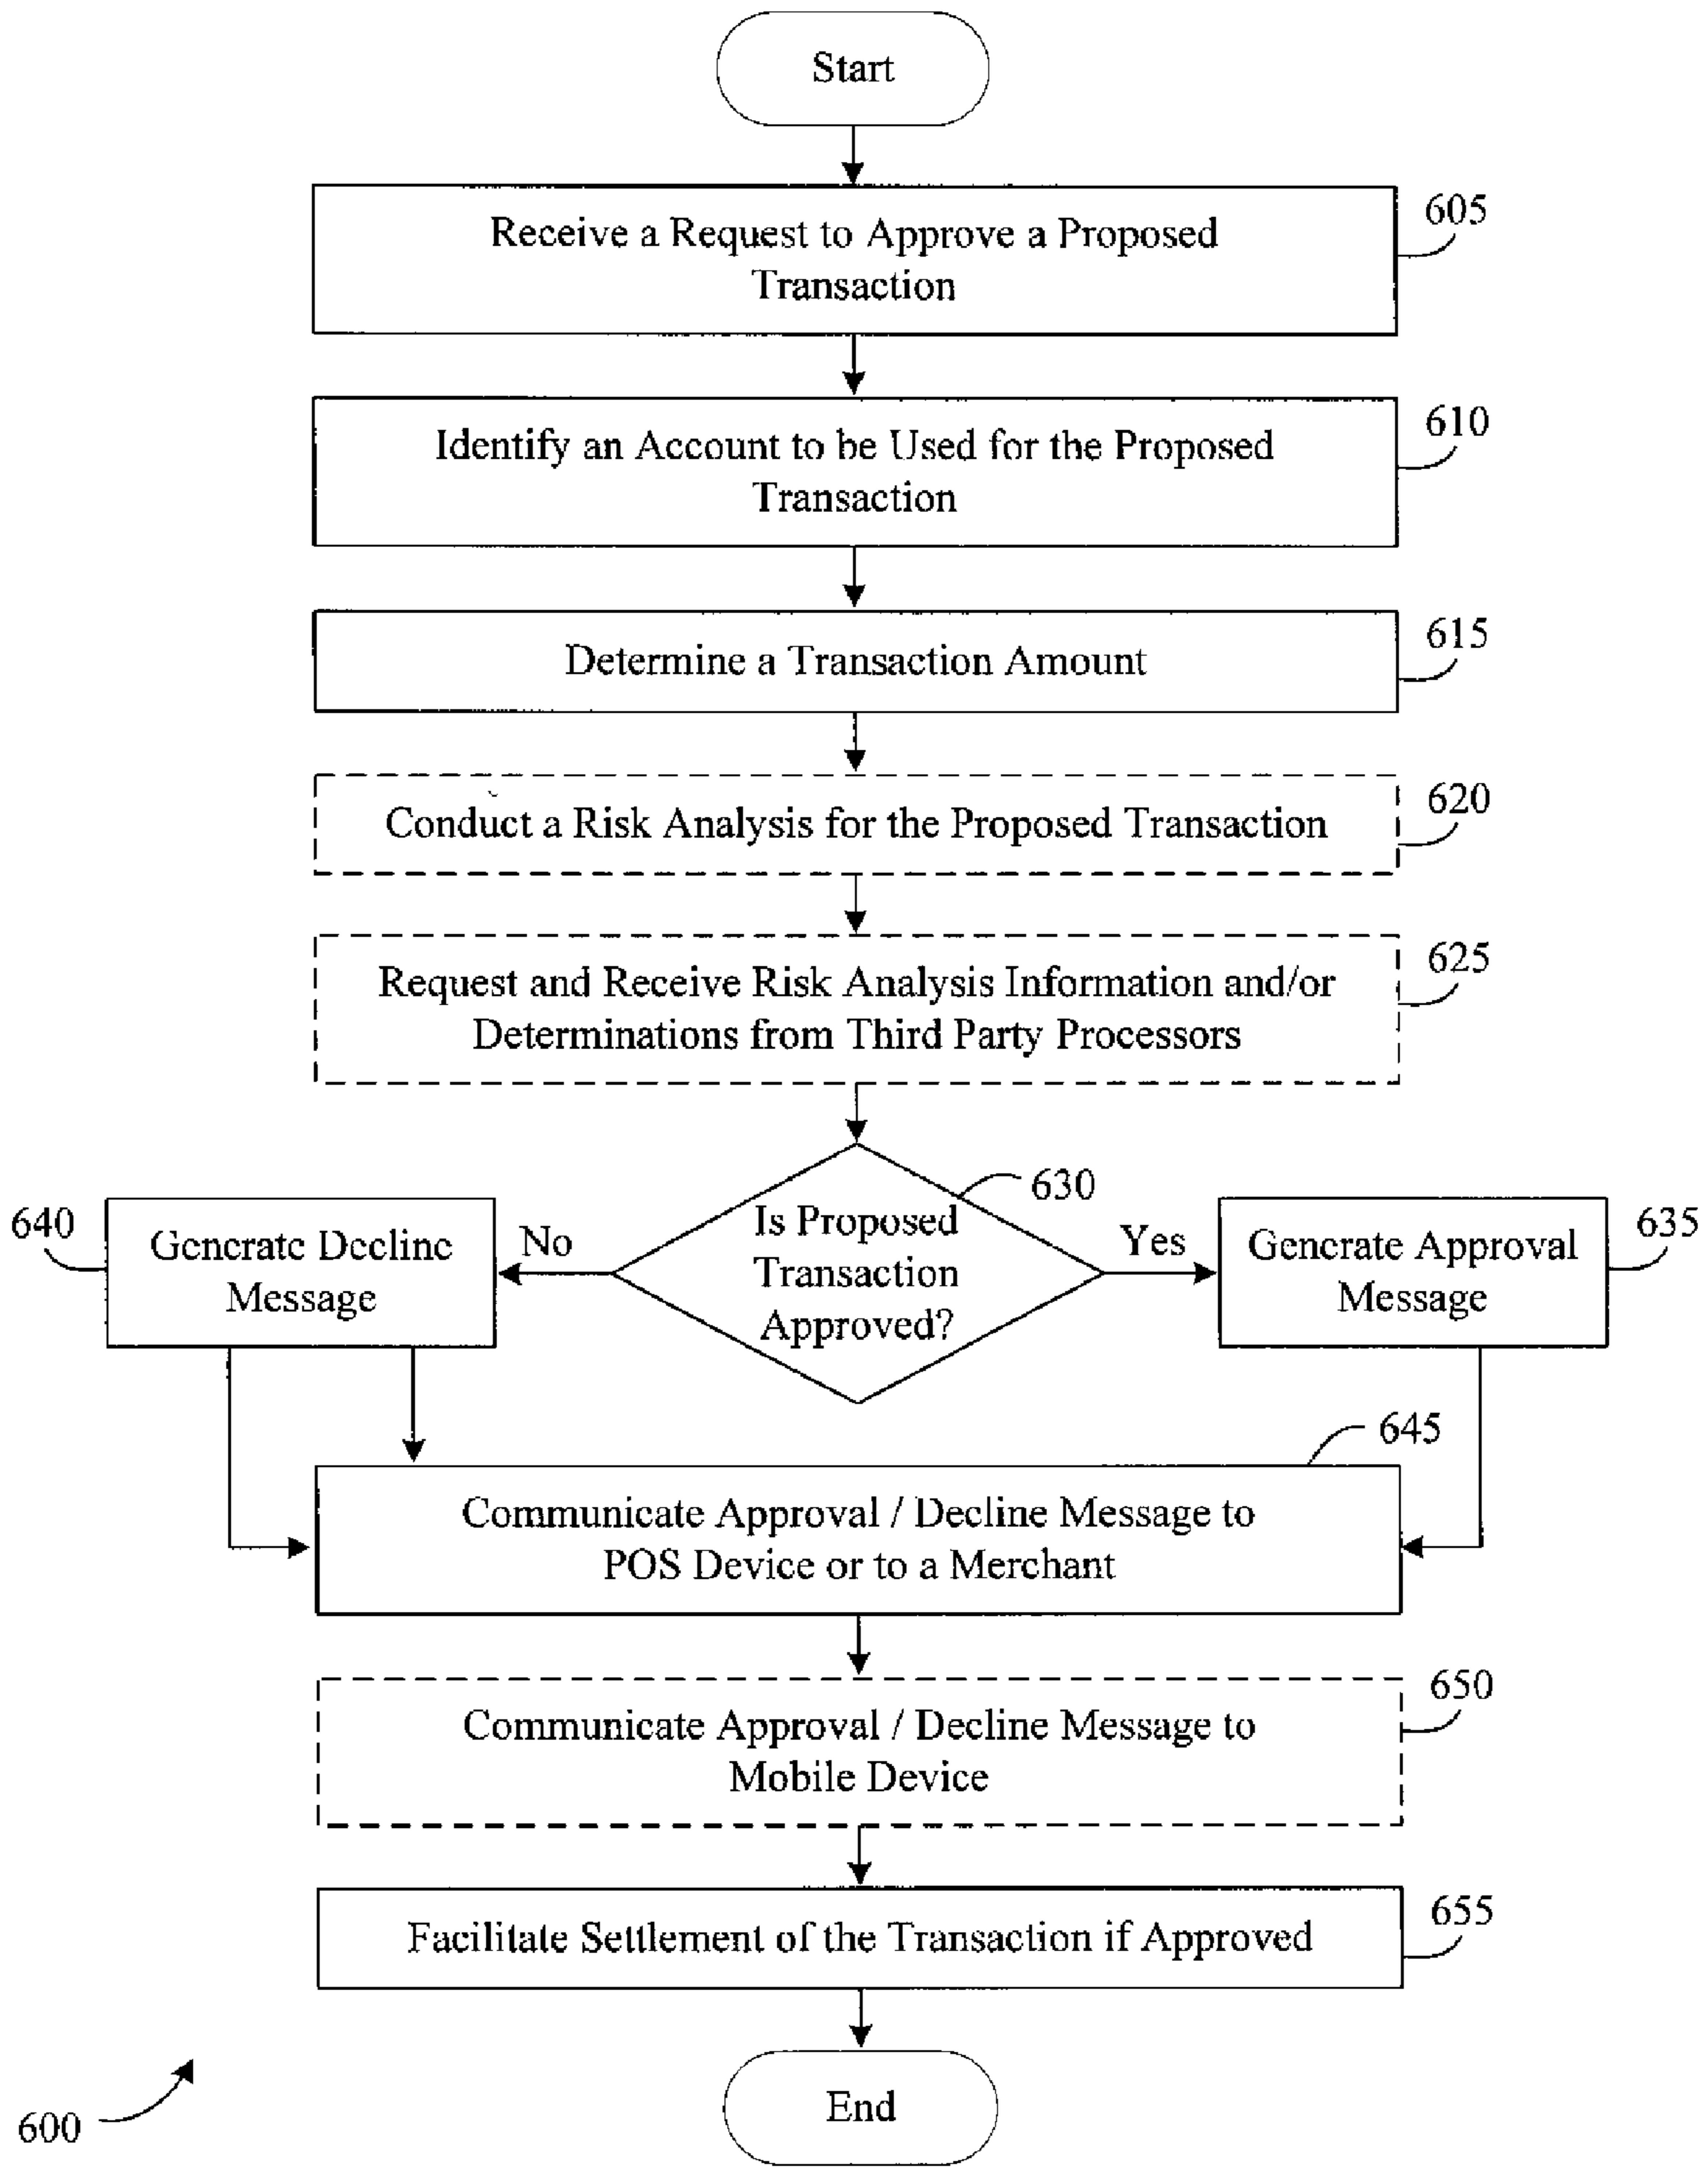 Start
Receive a Request to Approve a Proposed
Transaction
605
Identify an Account to be Used for the Proposed
Transaction
610
Determine a Transaction Amount
615
Conduct a Risk Analysis for the Proposed Transaction
620
Request and Receive Risk Analysis Information and/or
Determinations from Third Party Processors
625
630
Is Proposed
Transaction
Approved?
No
Yes
640
Generate Decline
Message
Generate Approval
Message
635
645
Communicate Approval / Decline Message to
POS Device or to a Merchant
650
Communicate Approval / Decline Message to
Mobile Device
655
Facilitate Settlement of the Transaction if Approved
End
600